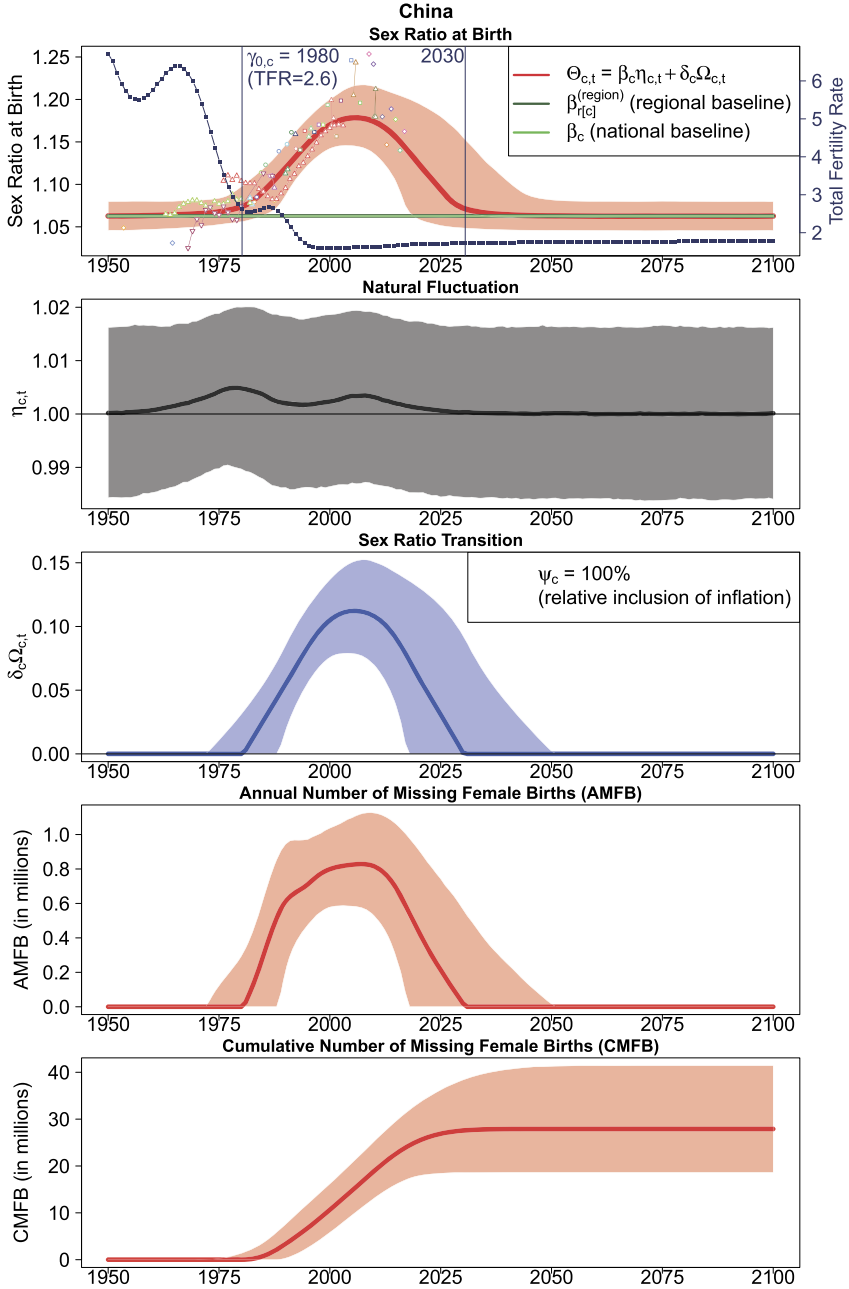 China
Sex Ratio at Birth
Sex Ratio at Birth
1.25
1.20
1.15
1.10
1.05
γ0,c = 1980
(TFR=2.6)
2030
Θc,t = βcηc,t + δcΩc,t
βr[c](region) (regional baseline)
βc (national baseline)
Total Fertility Rate
6
5
4
3
2
1950 1975 2000 2025 2050 2075 2100
Natural Fluctuation
ηc,t
1.02
1.01
1.00
0.99
1950 1975 2000 2025 2050 2075 2100
Sex Ratio Transition
δcΩc,t
0.15
0.10
0.05
0.00
ψc = 100%
(relative inclusion of inflation)
1950 1975 2000 2025 2050 2075 2100
Annual Number of Missing Female Births (AMFB)
AMFB (in millions)
1.0
0.8
0.6
0.4
0.2
0.0
1950 1975 2000 2025 2050 2075 2100
Cumulative Number of Missing Female Births (CMFB)
CMFB (in millions)
40
30
20
10
0
1950 1975 2000 2025 2050 2075 2100